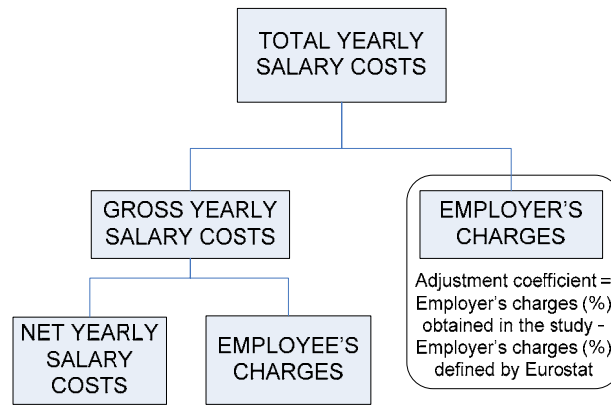 TOTAL YEARLY
SALARY COSTS
GROSS YEARLY
SALARY COSTS
EMPLOYER'S
CHARGES
Adjustment coefficient =
Employer's charges (%)
obtained in the study -
Employer's charges (%)
defined by Eurostat
NET YEARLY
SALARY
COSTS
EMPLOYEE'S
CHARGES